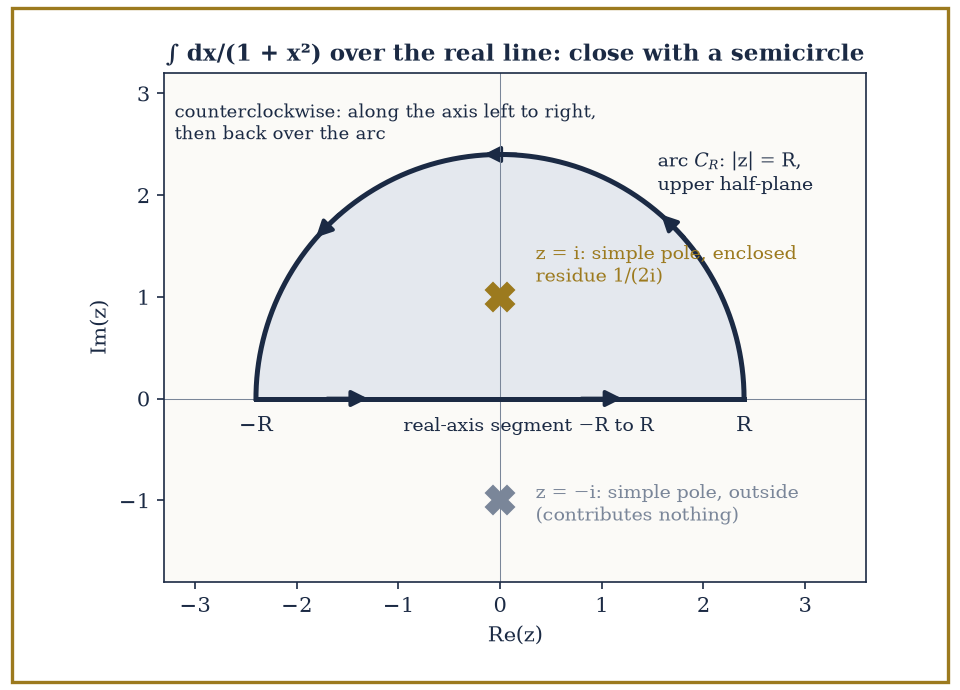 ∫ dx/(1 + x²) over the real line: close with a semicircle
counterclockwise: along the axis left to right,
then back over the arc
arc C_R: |z| = R,
upper half-plane
z = i: simple pole, enclosed
residue 1/(2i)
−R
real-axis segment −R to R
R
z = −i: simple pole, outside
(contributes nothing)
3
2
1
0
−1
Im(z)
−3
−2
−1
0
1
2
3
Re(z)